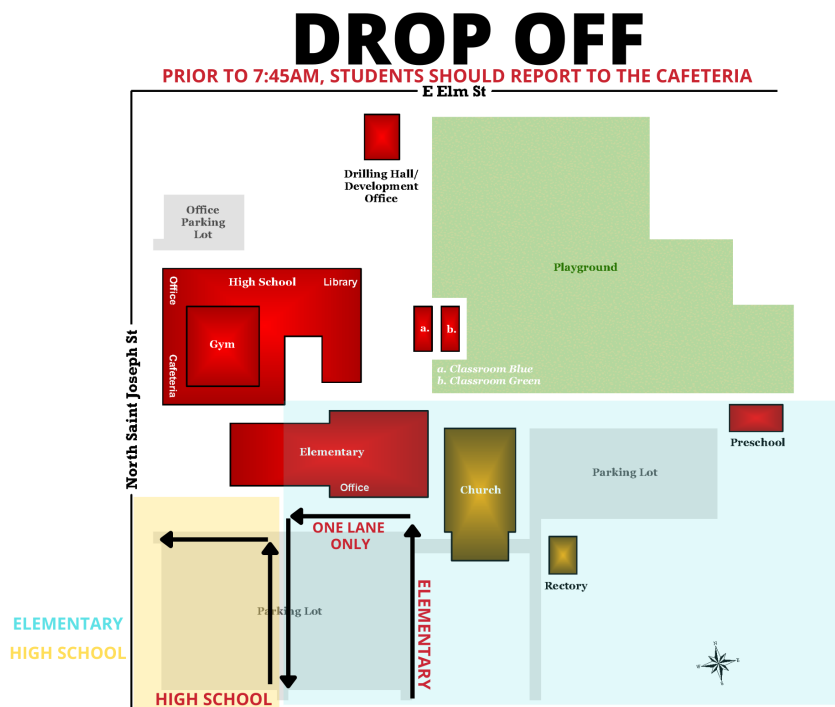 DROP OFF
PRIOR TO 7:45AM, STUDENTS SHOULD REPORT TO THE CAFETERIA
E Elm St
Drilling Hall/
Development
Office
Office
Parking
Lot
Playground
Office
High School
Library
Gym
Cafeteria
a.
b.
a. Classroom Blue
b. Classroom Green
North Saint Joseph St
Preschool
Elementary
Office
Church
Parking Lot
ONE LANE
ONLY
Rectory
ELEMENTARY
Parking Lot
ELEMENTARY
HIGH SCHOOL
HIGH SCHOOL
N
W
E
S